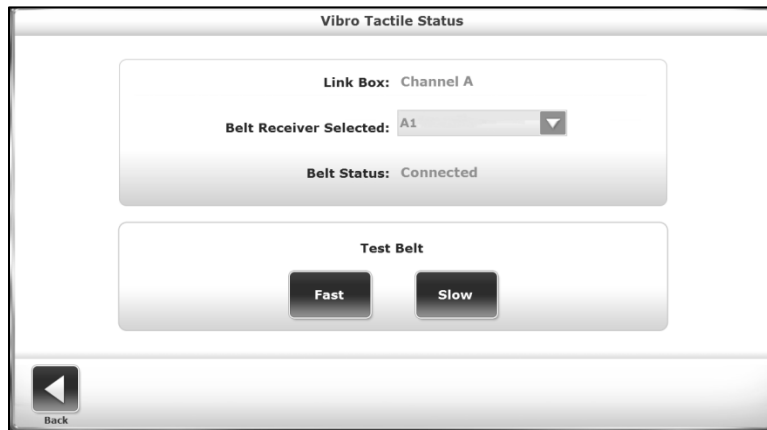 Vibro Tactile Status
Link Box: Channel A
Belt Receiver Selected: A1
Belt Status: Connected
Test Belt
Fast Slow
Back